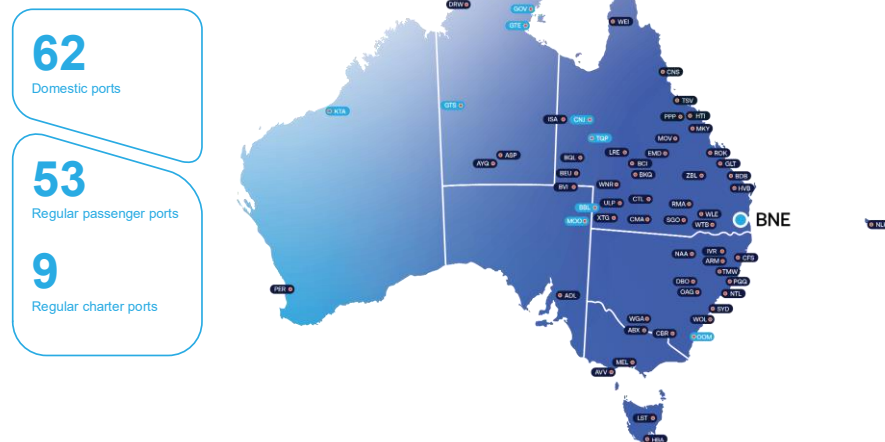 62
Domestic ports
53
Regular passenger ports
9
Regular charter ports
DRW
GOV
GTE
WEI
CNS
KTA
GTS
TSV
ISA
CNJ
PPP
HTI
MKY
TQP
MOV
ASP
AYQ
BQL
LRE
EMD
ROK
BCI
GLT
BEU
BKQ
ZBL
BDB
BVI
WNR
HVB
BBL
ULP
CTL
RMA
MOO
XTG
CMA
SGO
WLE
WTB
BNE
NAA
IVR
ARM
CFS
TMW
PER
DBO
PQQ
OAG
NTL
ADL
SYD
WGA
WOL
ABX
CBR
OOM
MEL
AVV
LST
HBA